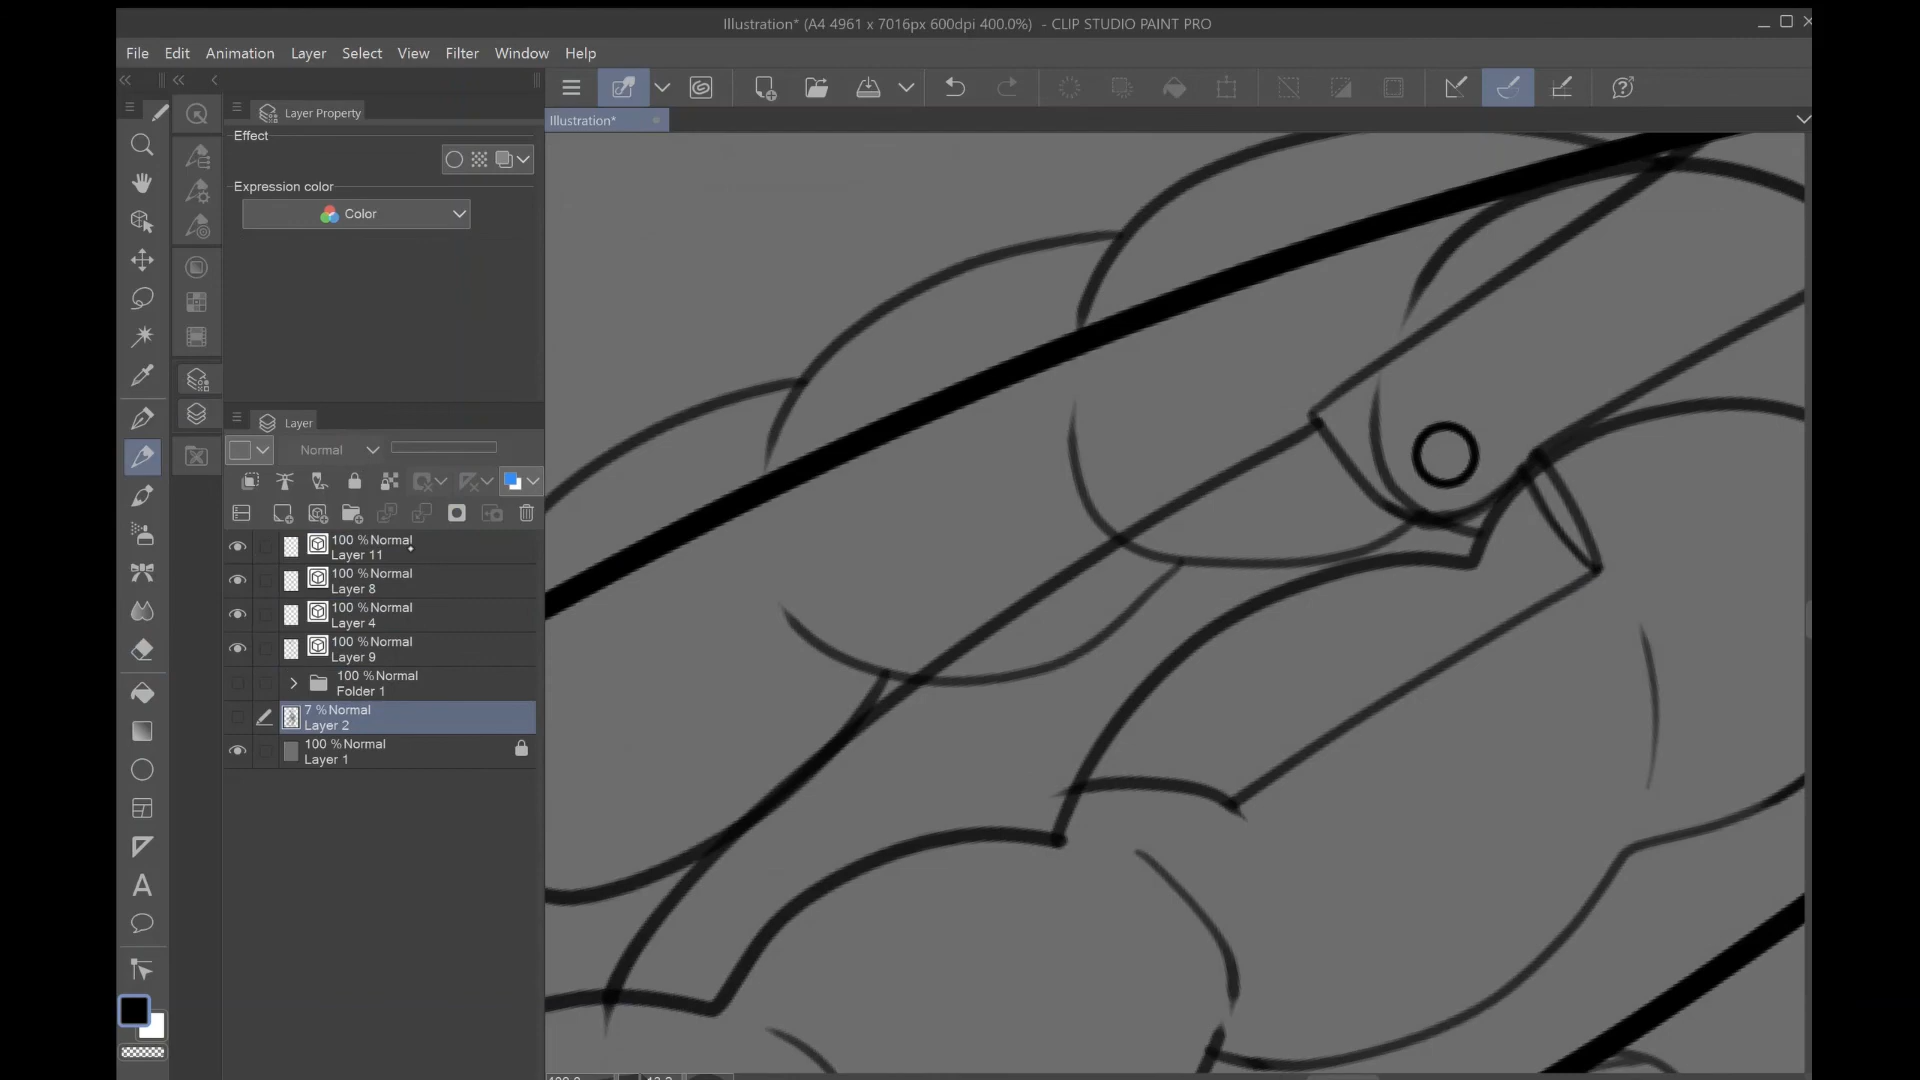 Illustration* (A4 4961 x 7016px 600dpi 400.0%) - CLIP STUDIO PAINT PRO
File Edit Animation Layer Select View Filter Window Help
Layer Property
Illustration*
Effect
Expression color
Color
Layer
Normal
100 %Normal
Layer 11
100 %Normal
Layer 8
100 %Normal
Layer 4
100 %Normal
Layer 9
100 %Normal
Folder 1
7 %Normal
Layer 2
100 %Normal
Layer 1